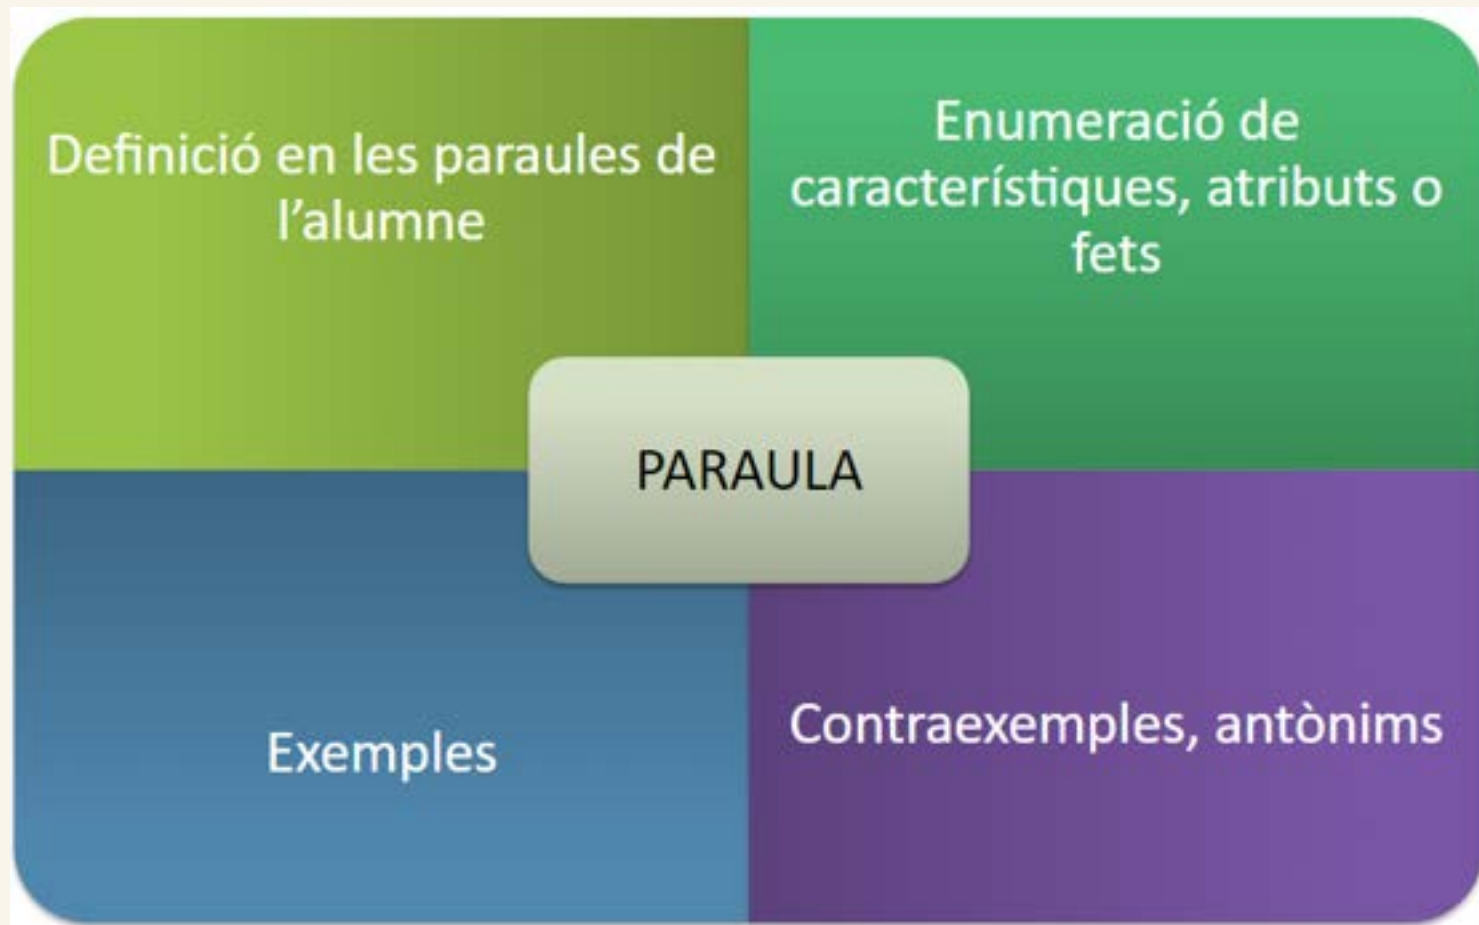 Definició en les paraules de
l'alumne
Enumeració de
característiques, atributs o
fets
PARAULA
Exemples
Contraexemples, antònims